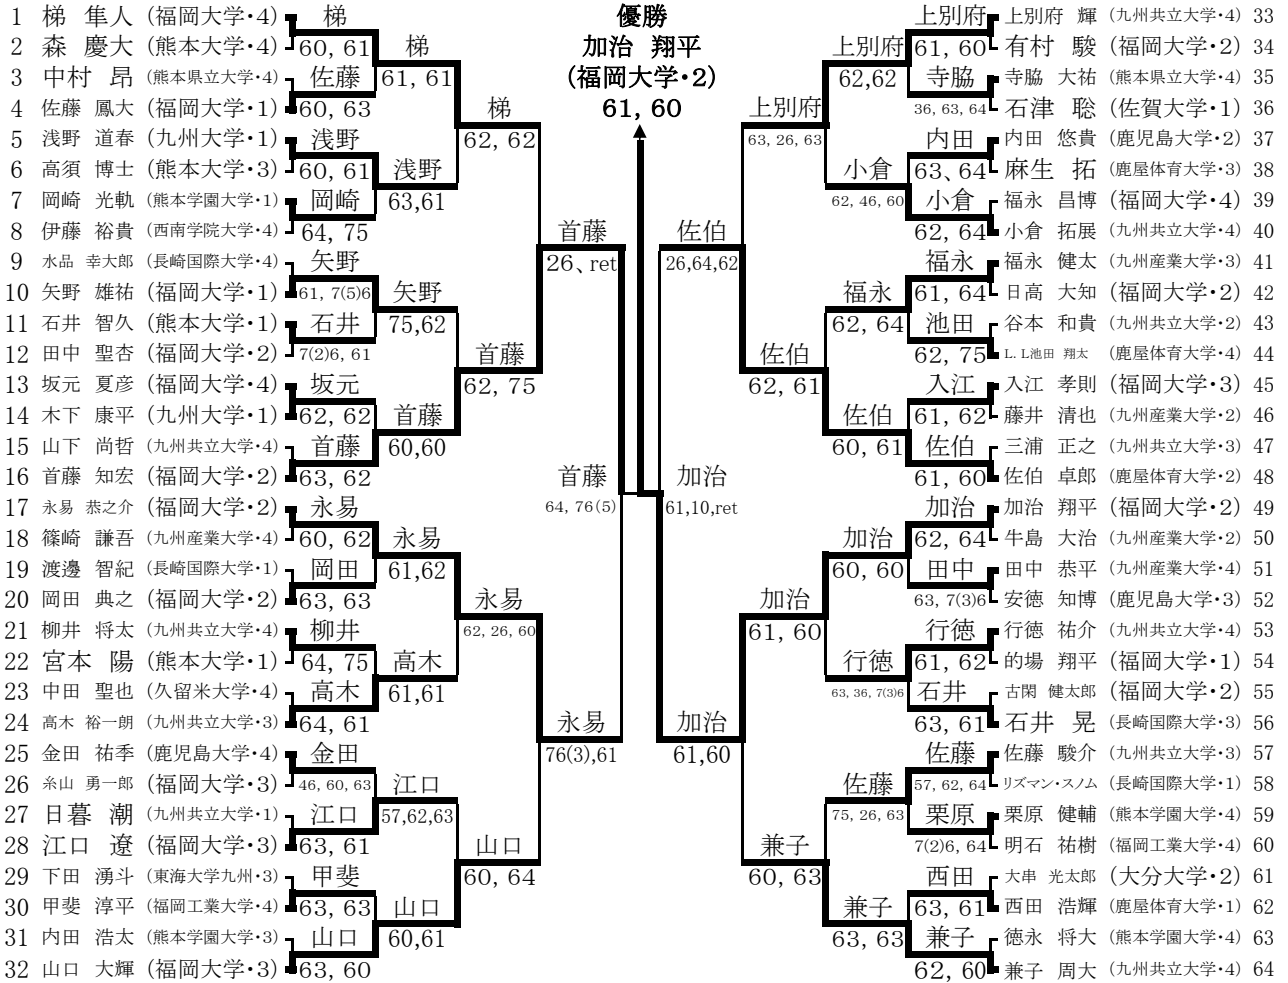 優勝
加治 翔平
(福岡大学・2)
61, 60
1 梯 隼人 (福岡大学・4)
2 森 慶大 (熊本大学・4)
3 中村 昂 (熊本県立大学・4)
4 佐藤 鳳大 (福岡大学・1)
5 浅野 道春 (九州大学・1)
6 高須 博士 (熊本大学・3)
7 岡崎 光軌 (熊本学園大学・1)
8 伊藤 裕貴 (西南学院大学・4)
9 水品 幸大郎 (長崎国際大学・4)
10 矢野 雄祐 (福岡大学・1)
11 石井 智久 (熊本大学・1)
12 田中 聖杏 (福岡大学・2)
13 坂元 夏彦 (福岡大学・4)
14 木下 康平 (九州大学・1)
15 山下 尚哲 (九州共立大学・4)
16 首藤 知宏 (福岡大学・2)
17 永易 恭之介 (福岡大学・2)
18 篠崎 謙吾 (九州産業大学・4)
19 渡邊 智紀 (長崎国際大学・1)
20 岡田 典之 (福岡大学・2)
21 柳井 将太 (九州共立大学・4)
22 宮本 陽 (熊本大学・1)
23 中田 聖也 (久留米大学・4)
24 高木 裕一朗 (九州共立大学・3)
25 金田 祐季 (鹿児島大学・4)
26 糸山 勇一郎 (福岡大学・3)
27 日暮 潮 (九州共立大学・1)
28 江口 遼 (福岡大学・3)
29 下田 湧斗 (東海大学九州・3)
30 甲斐 淳平 (福岡工業大学・4)
31 内田 浩太 (熊本学園大学・3)
32 山口 大輝 (福岡大学・3)
梯
60, 61
佐藤
60, 63
浅野
60, 61
岡崎
64, 75
矢野
61, 7(5)6
石井
7(2)6, 61
坂元
62, 62
首藤
63, 62
永易
60, 62
岡田
63, 63
柳井
64, 75
高木
64, 61
金田
46, 60, 63
江口
63, 61
甲斐
63, 63
山口
63, 60
梯
61, 61
浅野
63,61
矢野
75,62
首藤
60,60
永易
61,62
高木
61,61
江口
57,62,63
山口
60,61
梯
62, 62
首藤
62, 75
永易
62, 26, 60
山口
60, 64
首藤
26、ret
永易
76(3),61
首藤
64, 76(5)
加治
61,10,ret
佐伯
26,64,62
加治
61,60
上別府
63, 26, 63
佐伯
62, 61
加治
61, 60
兼子
60, 63
上別府
62,62
小倉
62, 46, 60
福永
62, 64
佐伯
60, 61
加治
60, 60
行徳
63, 36, 7(3)6
佐藤
75, 26, 63
兼子
63, 63
上別府
61, 60
寺脇
36, 63, 64
内田
63、64
小倉
62, 64
福永
61, 64
池田
62, 75
入江
61, 62
佐伯
61, 60
加治
62, 64
田中
63, 7(3)6
行徳
61, 62
石井
63, 61
佐藤
57, 62, 64
栗原
7(2)6, 64
西田
63, 61
兼子
62, 60
上別府 輝 (九州共立大学・4) 33
有村 駿 (福岡大学・2) 34
寺脇 大祐 (熊本県立大学・4) 35
石津 聡 (佐賀大学・1) 36
内田 悠貴 (鹿児島大学・2) 37
麻生 拓 (鹿屋体育大学・3) 38
福永 昌博 (福岡大学・4) 39
小倉 拓展 (九州共立大学・4) 40
福永 健太 (九州産業大学・3) 41
日高 大知 (福岡大学・2) 42
谷本 和貴 (九州共立大学・2) 43
L. L池田 翔太 (鹿屋体育大学・4) 44
入江 孝則 (福岡大学・3) 45
藤井 清也 (九州産業大学・2) 46
三浦 正之 (九州共立大学・3) 47
佐伯 卓郎 (鹿屋体育大学・2) 48
加治 翔平 (福岡大学・2) 49
牛島 大治 (九州産業大学・2) 50
田中 恭平 (九州産業大学・4) 51
安徳 知博 (鹿児島大学・3) 52
行徳 祐介 (九州共立大学・4) 53
的場 翔平 (福岡大学・1) 54
古閑 健太郎 (福岡大学・2) 55
石井 晃 (長崎国際大学・3) 56
佐藤 駿介 (九州共立大学・3) 57
リズマン・スノム (長崎国際大学・1) 58
栗原 健輔 (熊本学園大学・4) 59
明石 祐樹 (福岡工業大学・4) 60
大串 光太郎 (大分大学・2) 61
西田 浩輝 (鹿屋体育大学・1) 62
徳永 将大 (熊本学園大学・4) 63
兼子 周大 (九州共立大学・4) 64